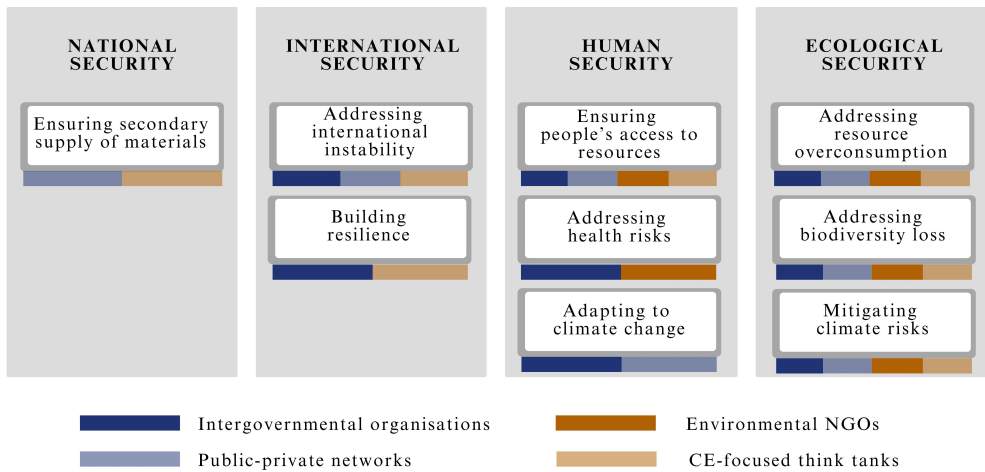 NATIONAL
SECURITY
Ensuring secondary
supply of materials
INTERNATIONAL
SECURITY
Addressing
international
instability
Building
resilience
HUMAN
SECURITY
Ensuring
people's access to
resources
Addressing
health risks
Adapting to
climate change
ECOLOGICAL
SECURITY
Addressing
resource
overconsumption
Addressing
biodiversity loss
Mitigating
climate risks
Intergovernmental organisations
Environmental NGOs
Public-private networks
CE-focused think tanks